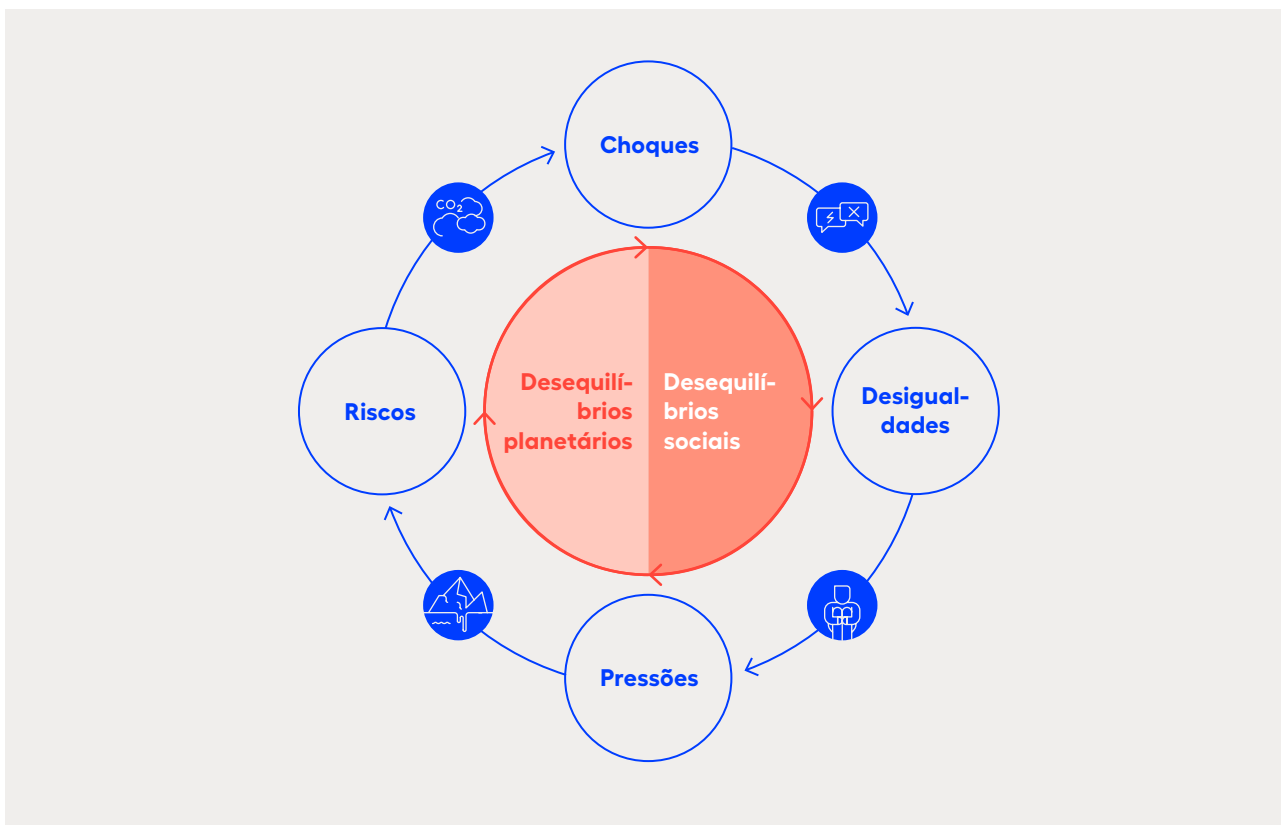 Choques
CO2
Desequilí-
brios
planetários
Desequilí-
brios
sociais
Riscos
Desigual-
dades
Pressões